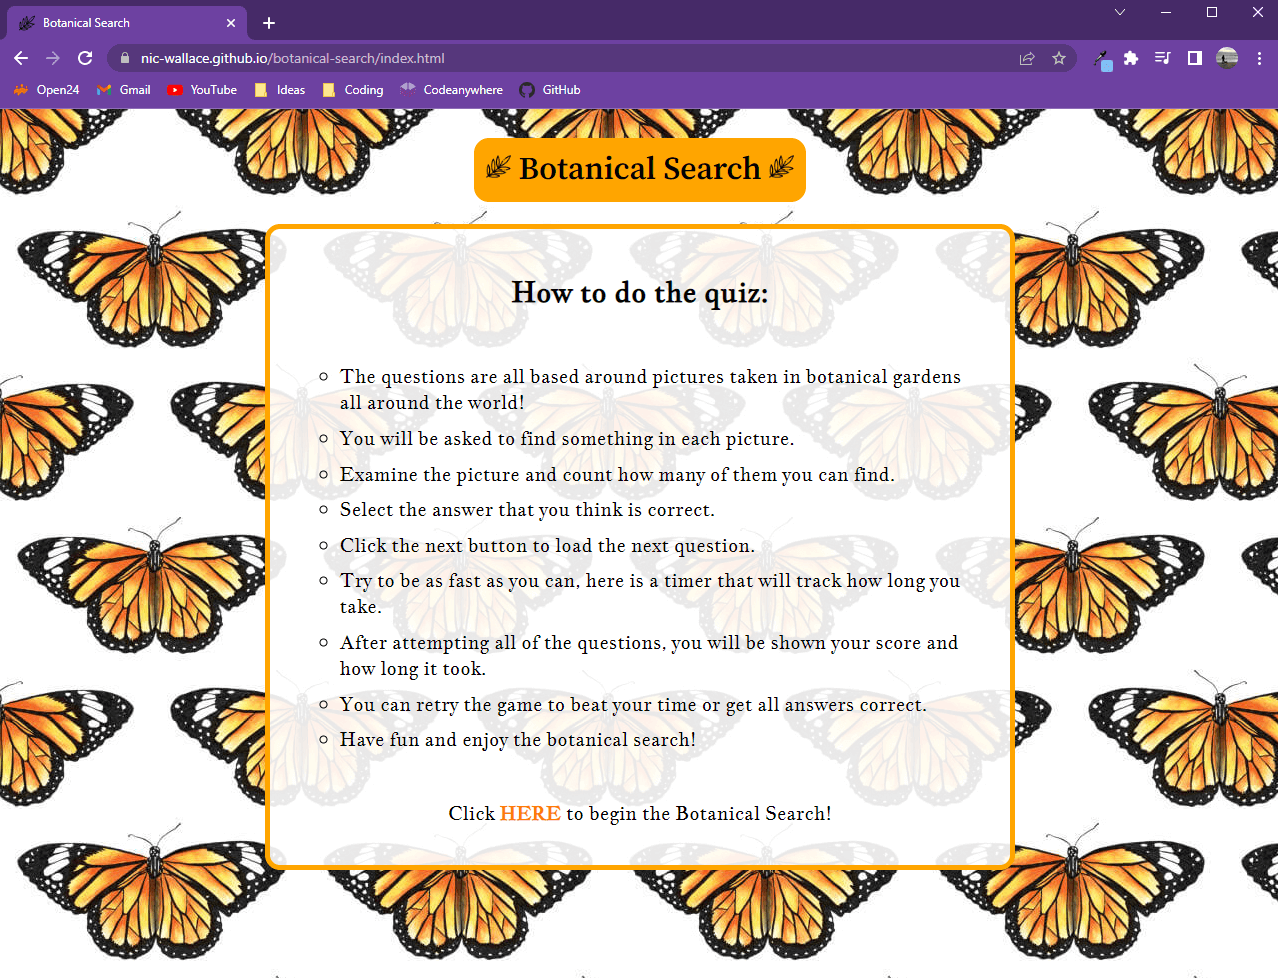 Botanical Search
nic-wallace.github.io/botanical-search/index.html
Open24 Gmail YouTube Ideas Coding Codeanywhere GitHub
Botanical Search
How to do the quiz:
The questions are all based around pictures taken in botanical gardens
all around the world!
You will be asked to find something in each picture.
Examine the picture and count how many of them you can find.
Select the answer that you think is correct.
Click the next button to load the next question.
Try to be as fast as you can, here is a timer that will track how long you
take.
After attempting all of the questions, you will be shown your score and
how long it took.
You can retry the game to beat your time or get all answers correct.
Have fun and enjoy the botanical search!
Click HERE to begin the Botanical Search!